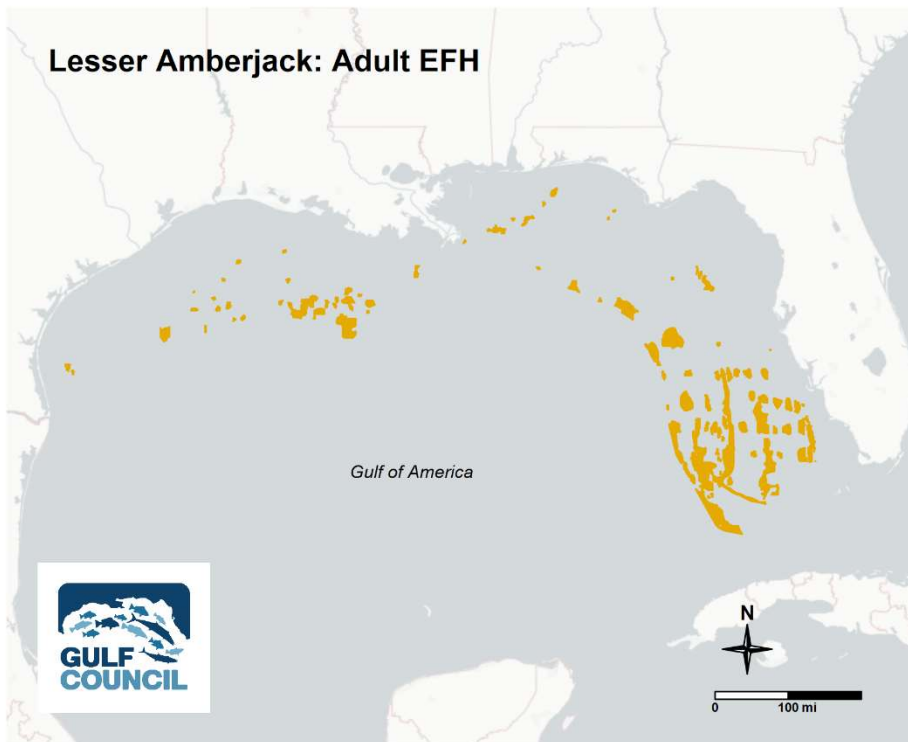 Lesser Amberjack: Adult EFH
Gulf of America
GULF
COUNCIL
N
0 100 mi